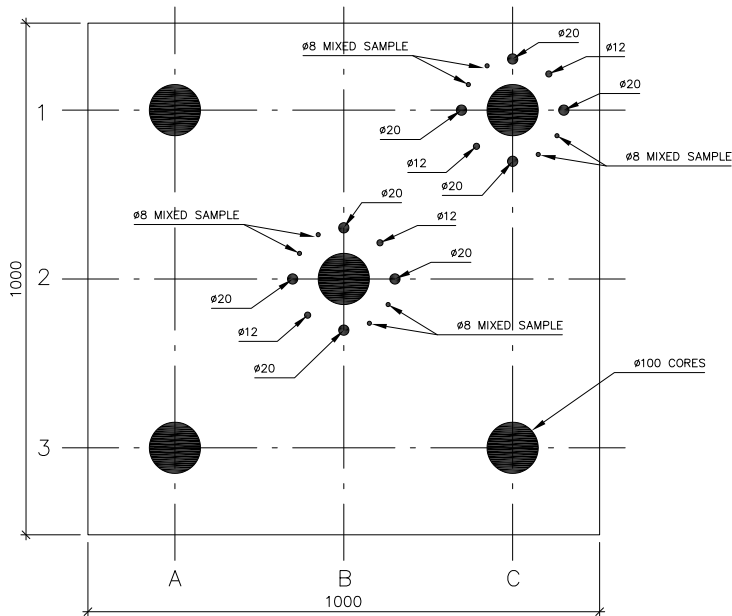 ø20
ø8 MIXED SAMPLE
ø12
ø20
1
ø20
ø12
ø8 MIXED SAMPLE
ø20
ø20
ø8 MIXED SAMPLE
ø12
ø20
2
1000
ø20
ø12
ø8 MIXED SAMPLE
ø20
ø100 CORES
3
A
B
C
1000